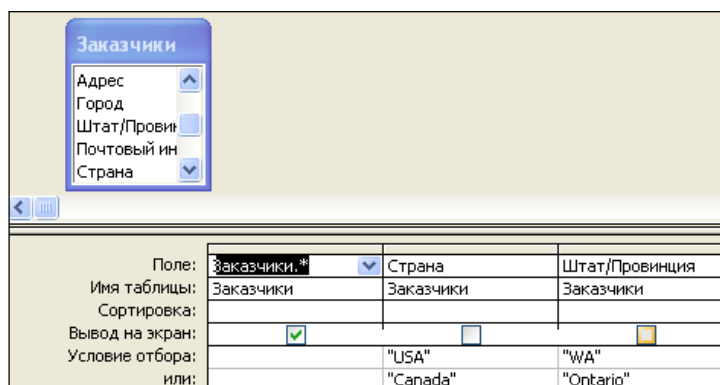 Заказчики
Адрес
Город
Штат/Провин
Почтовый ин
Страна
Поле: Заказчики.* Страна Штат/Провинция
Имя таблицы: Заказчики Заказчики Заказчики
Сортировка:
Вывод на экран:
Условие отбора: "USA" "WA"
или: "Canada" "Ontario"